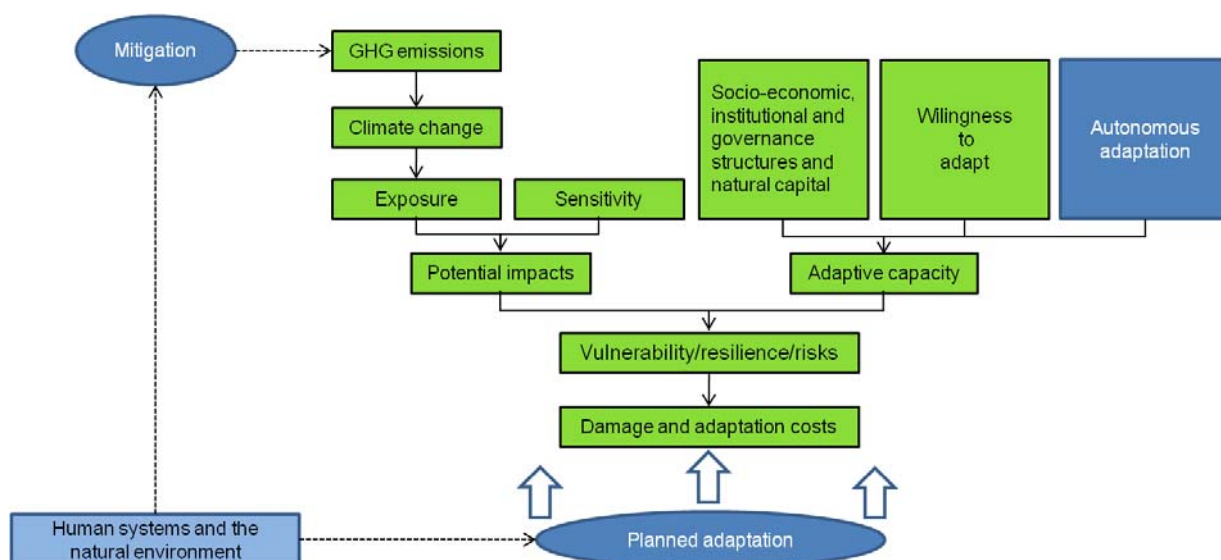 Mitigation
GHG emissions
Climate change
Exposure
Sensitivity
Potential impacts
Socio-economic,
institutional and
governance
structures and
natural capital
Wilingness
to
adapt
Autonomous
adaptation
Adaptive capacity
Vulnerability/resilience/risks
Damage and adaptation costs
Human systems and the
natural environment
Planned adaptation